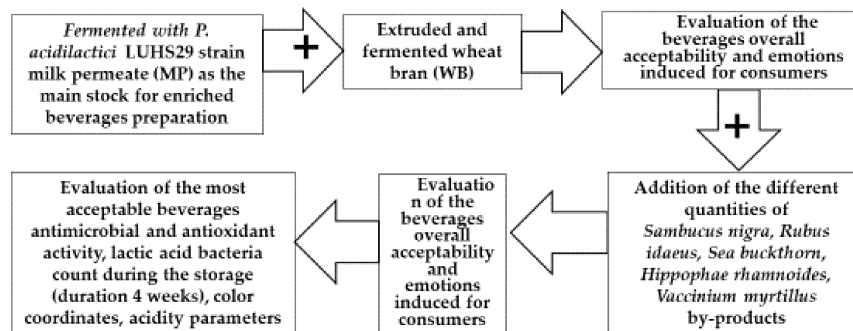 Fermented with P.
acidilactici LUHS29 strain
milk permeate (MP) as the
main stock for enriched
beverages preparation
+
Extruded and
fermented wheat
bran (WB)
Evaluation of the
beverages overall
acceptability and emotions
induced for consumers
+
Addition of the different
quantities of
Sambucus nigra, Rubus
idaeus, Sea buckthorn,
Hippophae rhamnoides,
Vaccinium myrtillus
by-products
Evaluatio
n of the
beverages
overall
acceptability
and
emotions
induced for
consumers
Evaluation of the most
acceptable beverages
antimicrobial and antioxidant
activity, lactic acid bacteria
count during the storage
(duration 4 weeks), color
coordinates, acidity parameters